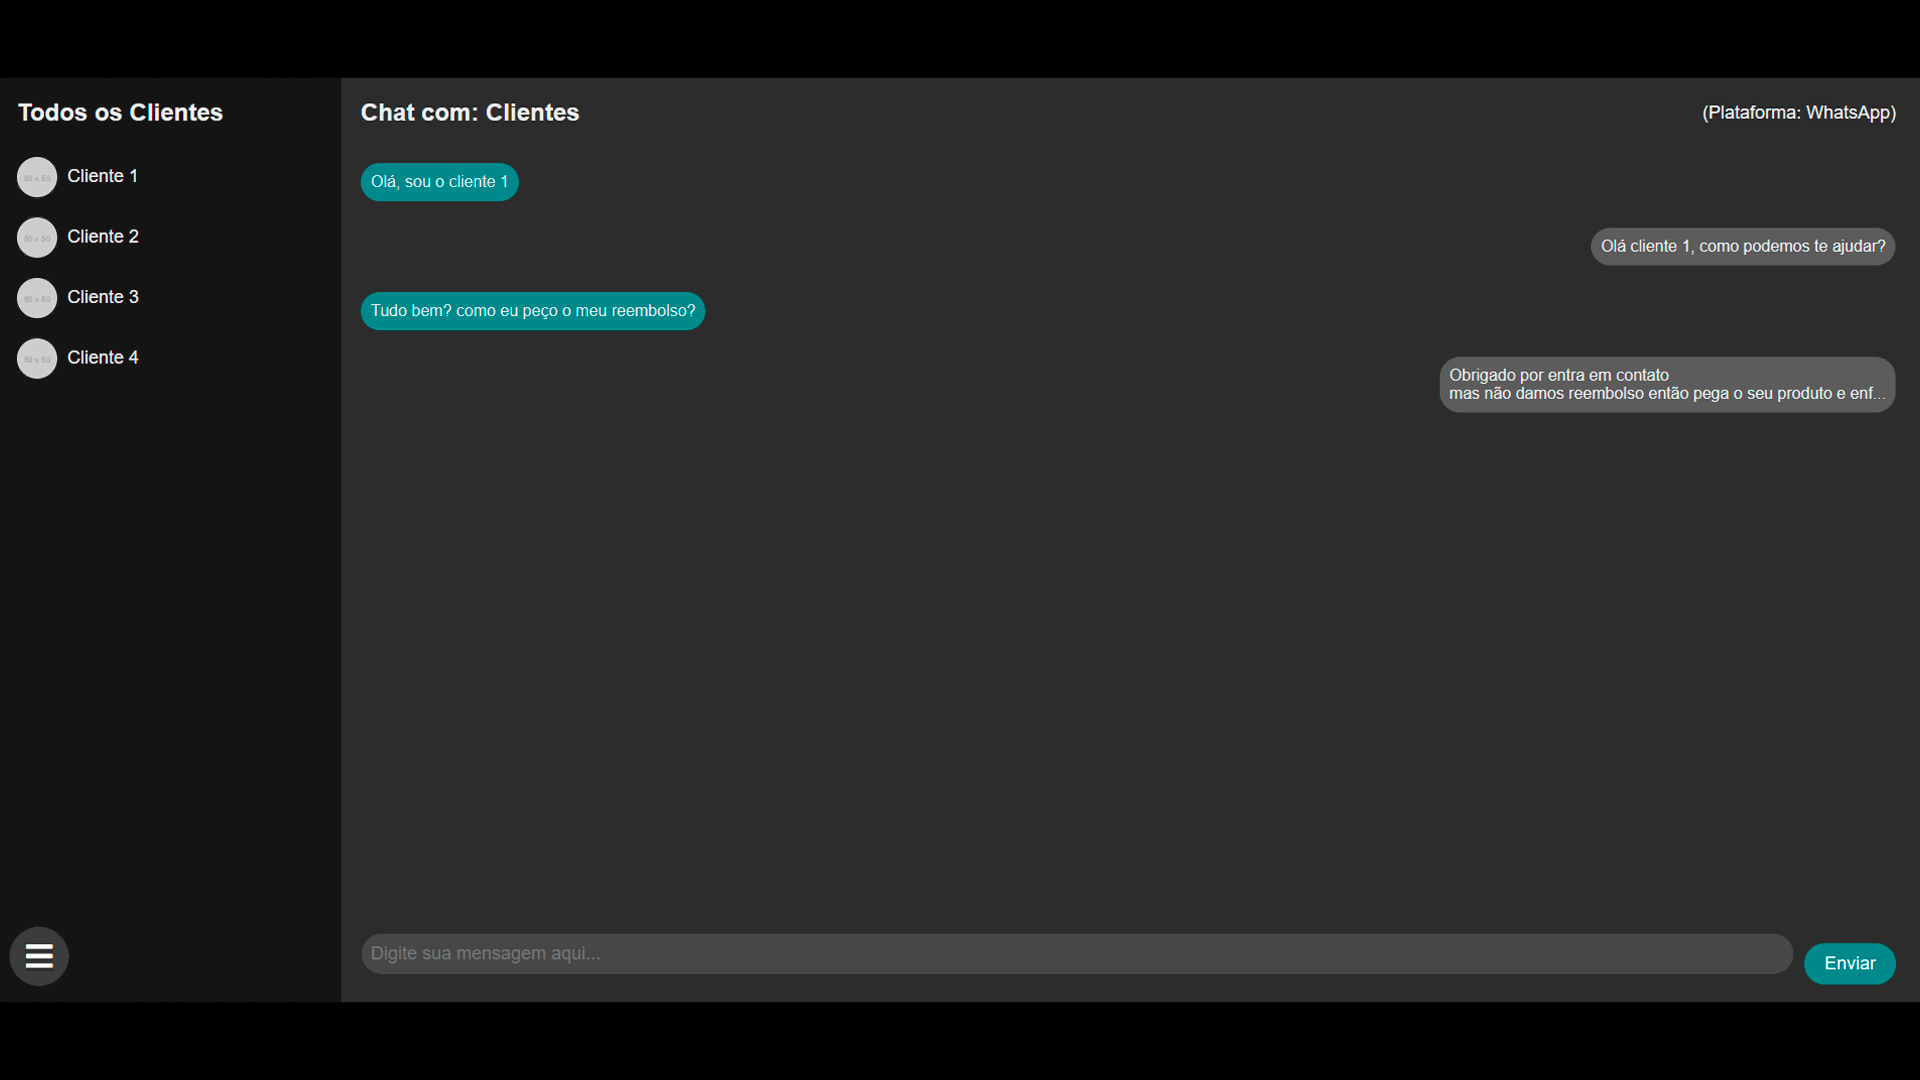 Todos os Clientes
50 x 50
Cliente 1
50 x 50
Cliente 2
50 x 50
Cliente 3
50 x 50
Cliente 4
Chat com: Clientes
(Plataforma: WhatsApp)
Olá, sou o cliente 1
Olá cliente 1, como podemos te ajudar?
Tudo bem? como eu peço o meu reembolso?
Obrigado por entra em contato
mas não damos reembolso então pega o seu produto e enf...
Digite sua mensagem aqui...
Enviar